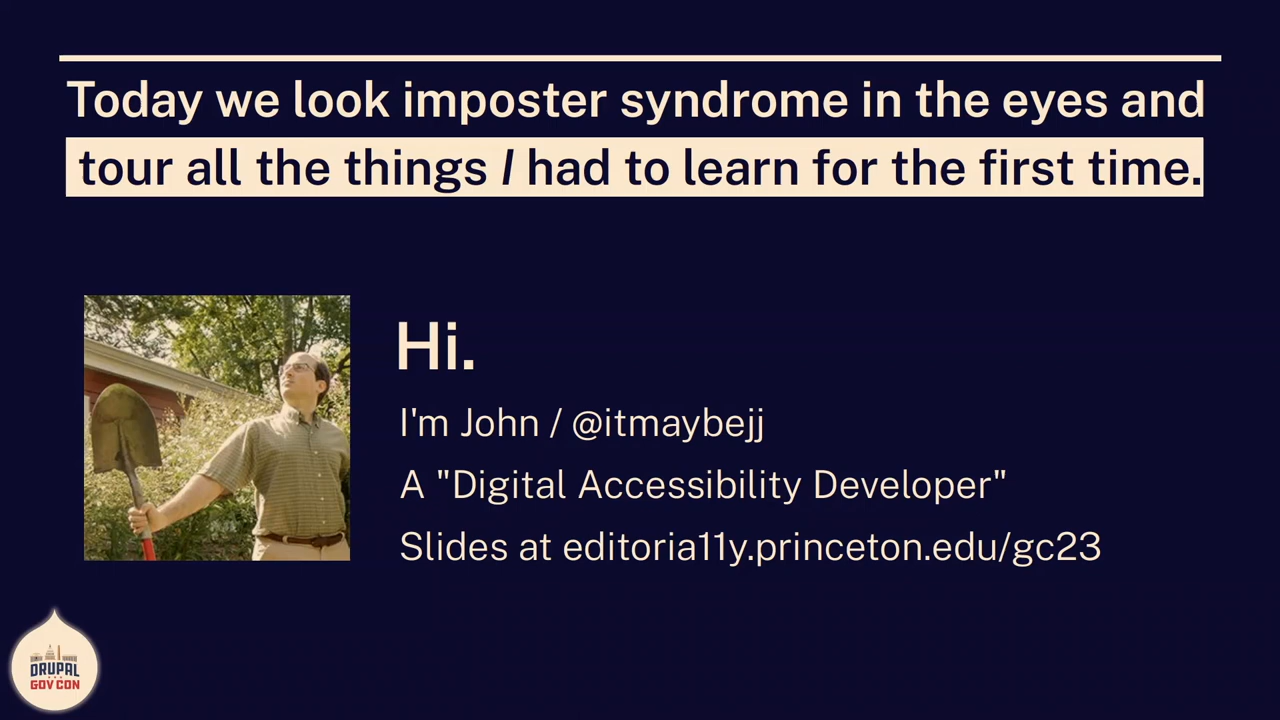 Today we look imposter syndrome in the eyes and
tour all the things I had to learn for the first time.
Hi.
I'm John / @itmaybejj
A "Digital Accessibility Developer"
Slides at editoria11y.princeton.edu/gc23
DRUPAL
GOV CON